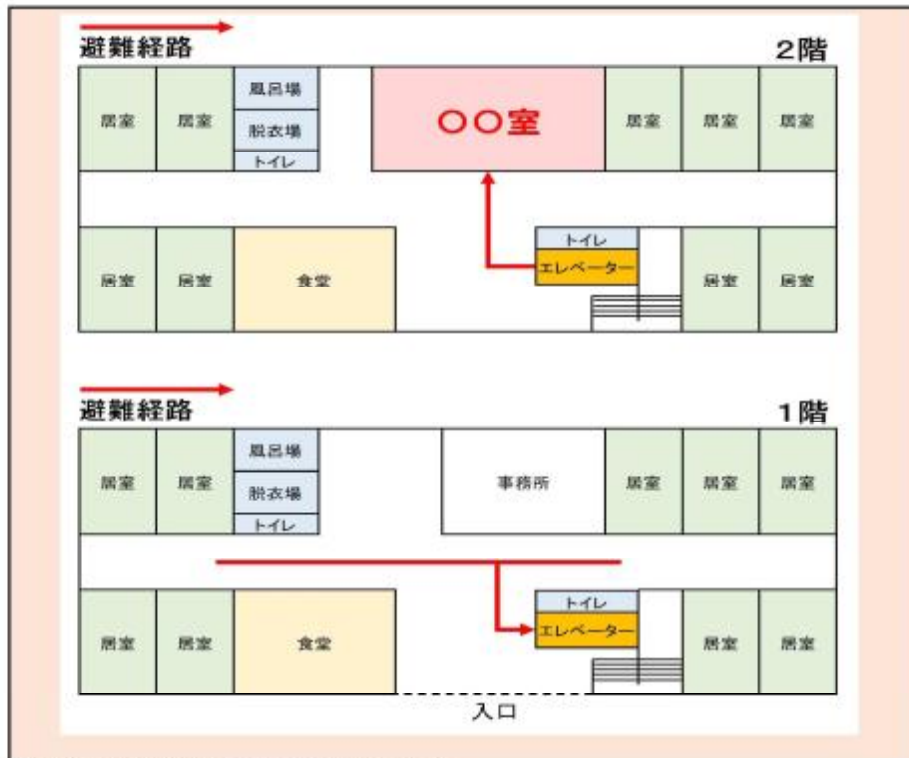 避難経路
2階
居室
居室
風呂場
脱衣場
トイレ
〇〇室
居室
居室
居室
居室
居室
食堂
トイレ
エレベーター
居室
居室
避難経路
1階
居室
居室
風呂場
脱衣場
トイレ
事務所
居室
居室
居室
居室
居室
食堂
トイレ
エレベーター
居室
居室
入口